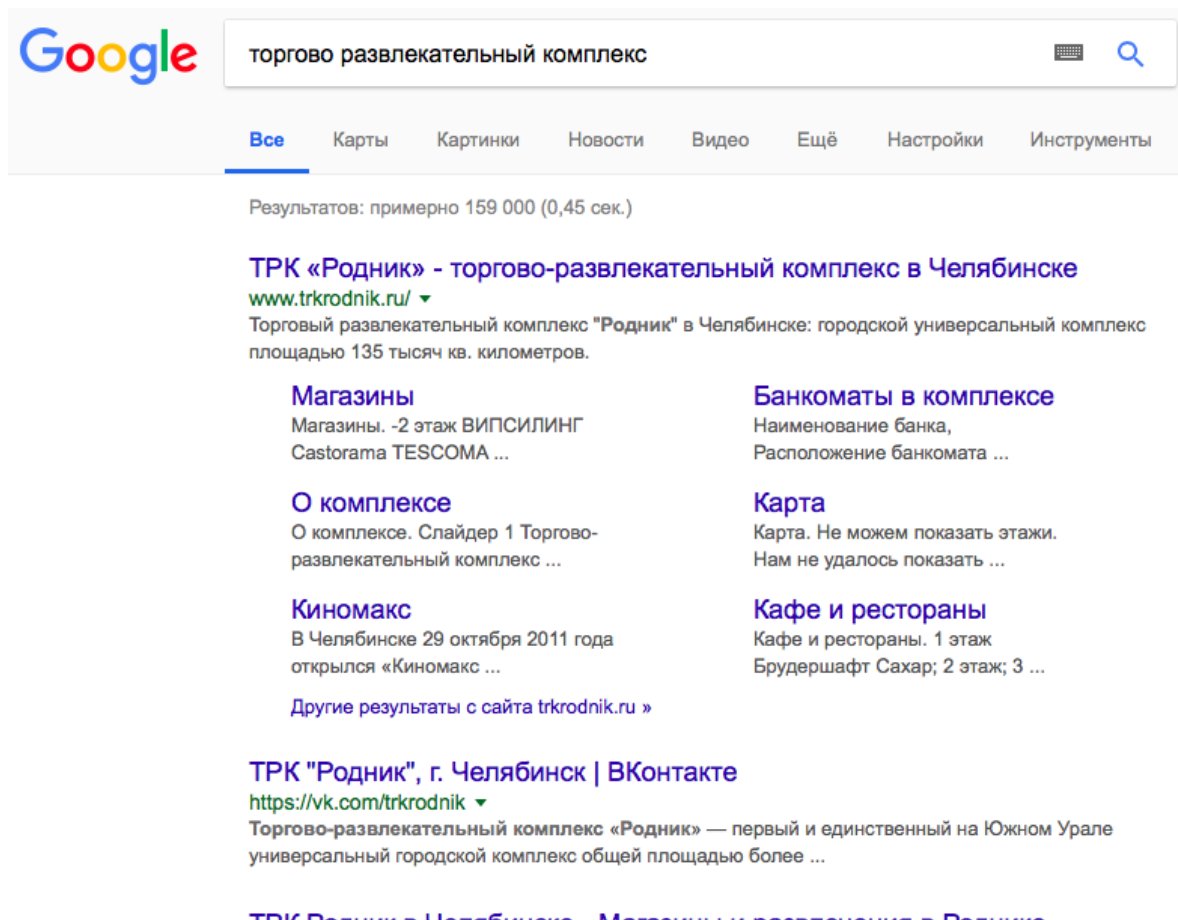 Google
торгово развлекательный комплекс
Все Карты Картинки Новости Видео Ещё Настройки Инструменты
Результатов: примерно 159 000 (0,45 сек.)
ТРК «Родник» - торгово-развлекательный комплекс в Челябинске
www.trkrodnik.ru/
Торговый развлекательный комплекс "Родник" в Челябинске: городской универсальный комплекс
площадью 135 тысяч кв. километров.
Магазины
Магазины. -2 этаж ВИПСИЛИНГ
Castorama TESCOMA ...
Банкоматы в комплексе
Наименование банка,
Расположение банкомата ...
О комплексе
О комплексе. Слайдер 1 Торгово-
развлекательный комплекс ...
Карта
Карта. Не можем показать этажи.
Нам не удалось показать ...
Киномакс
В Челябинске 29 октября 2011 года
открылся «Киномакс ...
Кафе и рестораны
Кафе и рестораны. 1 этаж
Брудершафт Сахар; 2 этаж; 3 ...
Другие результаты с сайта trkrodnik.ru »
ТРК "Родник", г. Челябинск | ВКонтакте
https://vk.com/trkrodnik
Торгово-развлекательный комплекс «Родник» — первый и единственный на Южном Урале
универсальный городской комплекс общей площадью более ...
ТРК Родник в Челябинске - Магазины и развлечения в Роднике